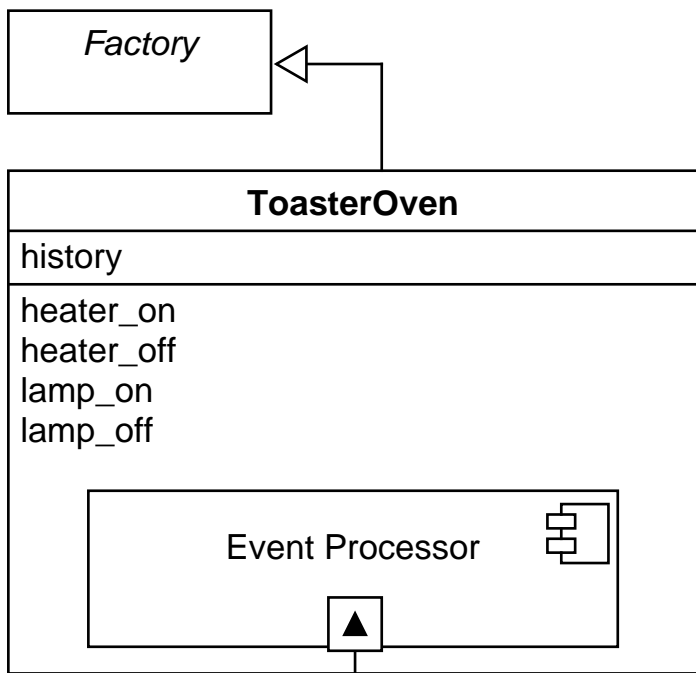 Factory
ToasterOven
history
heater_on
heater_off
lamp_on
lamp_off
Event Processor